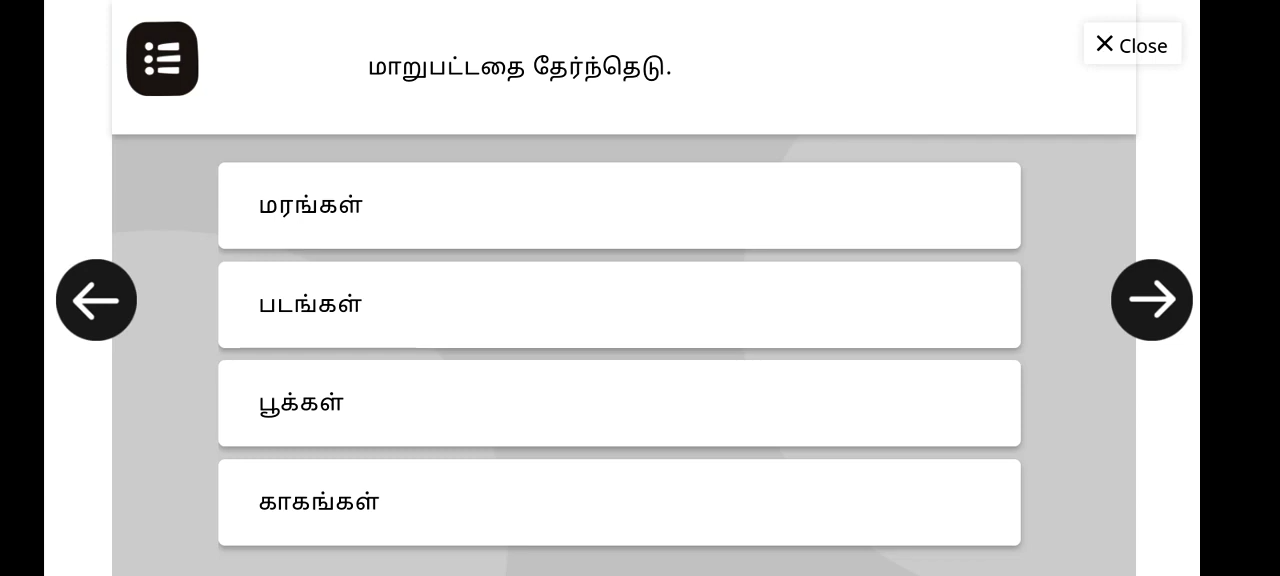 மாறுபட்டதை தேர்ந்தெடு.
Close
மரங்கள்
படங்கள்
பூக்கள்
காகங்கள்